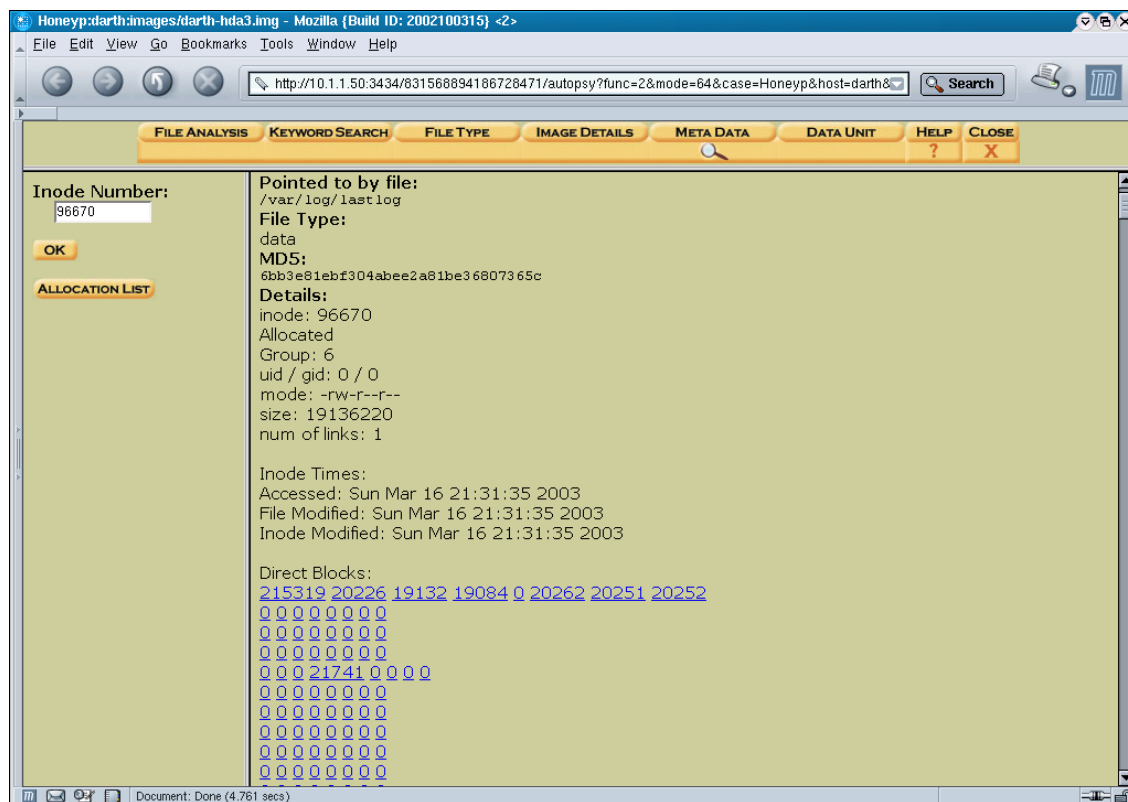 Honeyp:darth:images/darth-hda3.img - Mozilla {Build ID: 2002100315} <2>
File Edit View Go Bookmarks Tools Window Help
http://10.1.1.50:3434/831568894186728471/autopsy?func=2&mode=64&case=Honeyp&host=darth& Search
FILE ANALYSIS KEYWORD SEARCH FILE TYPE IMAGE DETAILS META DATA DATA UNIT HELP CLOSE
? X
Inode Number:
96670
OK
ALLOCATION LIST
Pointed to by file:
/var/log/lastlog
File Type:
data
MD5:
6bb3e81ebf304abee2a81be36807365c
Details:
inode: 96670
Allocated
Group: 6
uid / gid: 0 / 0
mode: -rw-r--r--
size: 19136220
num of links: 1
Inode Times:
Accessed: Sun Mar 16 21:31:35 2003
File Modified: Sun Mar 16 21:31:35 2003
Inode Modified: Sun Mar 16 21:31:35 2003
Direct Blocks:
215319 20226 19132 19084 0 20262 20251 20252
0 0 0 0 0 0 0 0
0 0 0 0 0 0 0 0
0 0 0 0 0 0 0 0
0 0 0 21741 0 0 0 0
0 0 0 0 0 0 0 0
0 0 0 0 0 0 0 0
0 0 0 0 0 0 0 0
0 0 0 0 0 0 0 0
0 0 0 0 0 0 0 0
Document: Done (4.761 secs)